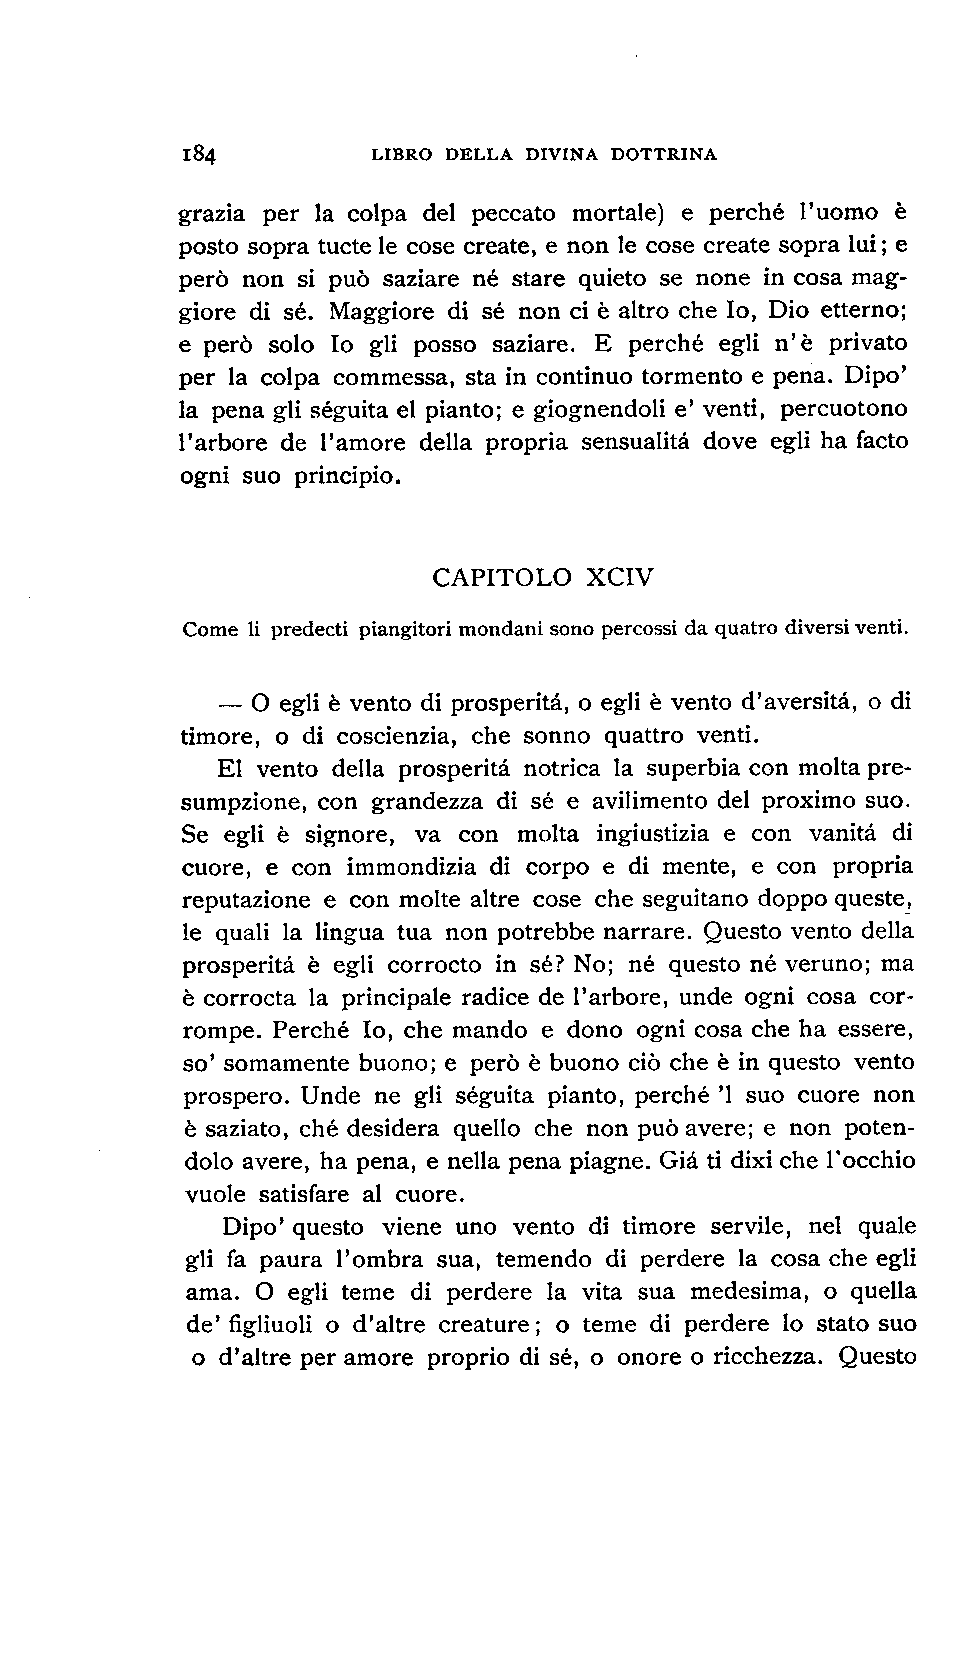 184 LIBRO DELLA DIVINA DOTTRINA
grazia per la colpa del peccato mortale) e perché l'uomo è
posto sopra tucte le cose create, e non le cose create sopra lui; e
però non si può saziare né stare quieto se none in cosa mag-
giore di sé. Maggiore di sé non ci è altro che Io, Dio etterno;
e però solo Io gli posso saziare. E perché egli n'è privato
per la colpa commessa, sta in continuo tormento e pena. Dipo'
la pena gli séguita el pianto; e giognendoli e' venti, percuotono
l'arbore de l'amore della propria sensualitá dove egli ha facto
ogni suo principio.
CAPITOLO XCIV
Come li predecti piangitori mondani sono percossi da quatro diversi venti.
— O egli è vento di prosperitá, o egli è vento d'aversitá, o di
timore, o di coscienzia, che sonno quattro venti.
El vento della prosperitá notrica la superbia con molta pre-
sumpzione, con grandezza di sé e avilimento del proximo suo.
Se egli è signore, va con molta ingiustizia e con vanitá di
cuore, e con immondizia di corpo e di mente, e con propria
reputazione e con molte altre cose che seguitano doppo queste,
le quali la lingua tua non potrebbe narrare. Questo vento della
prosperitá è egli corrocto in sé? No; né questo né veruno; ma
è corrocta la principale radice de l'arbore, unde ogni cosa cor-
rompe. Perché Io, che mando e dono ogni cosa che ha essere,
so' somamente buono; e però è buono ciò che è in questo vento
prospero. Unde ne gli séguita pianto, perché 'l suo cuore non
è saziato, ché desidera quello che non può avere; e non poten-
dolo avere, ha pena, e nella pena piagne. Giá ti dixi che l'occhio
vuole satisfare al cuore.
Dipo' questo viene uno vento di timore servile, nel quale
gli fa paura l'ombra sua, temendo di perdere la cosa che egli
ama. O egli teme di perdere la vita sua medesima, o quella
de' figliuoli o d'altre creature; o teme di perdere lo stato suo
o d'altre per amore proprio di sé, o onore o ricchezza. Questo